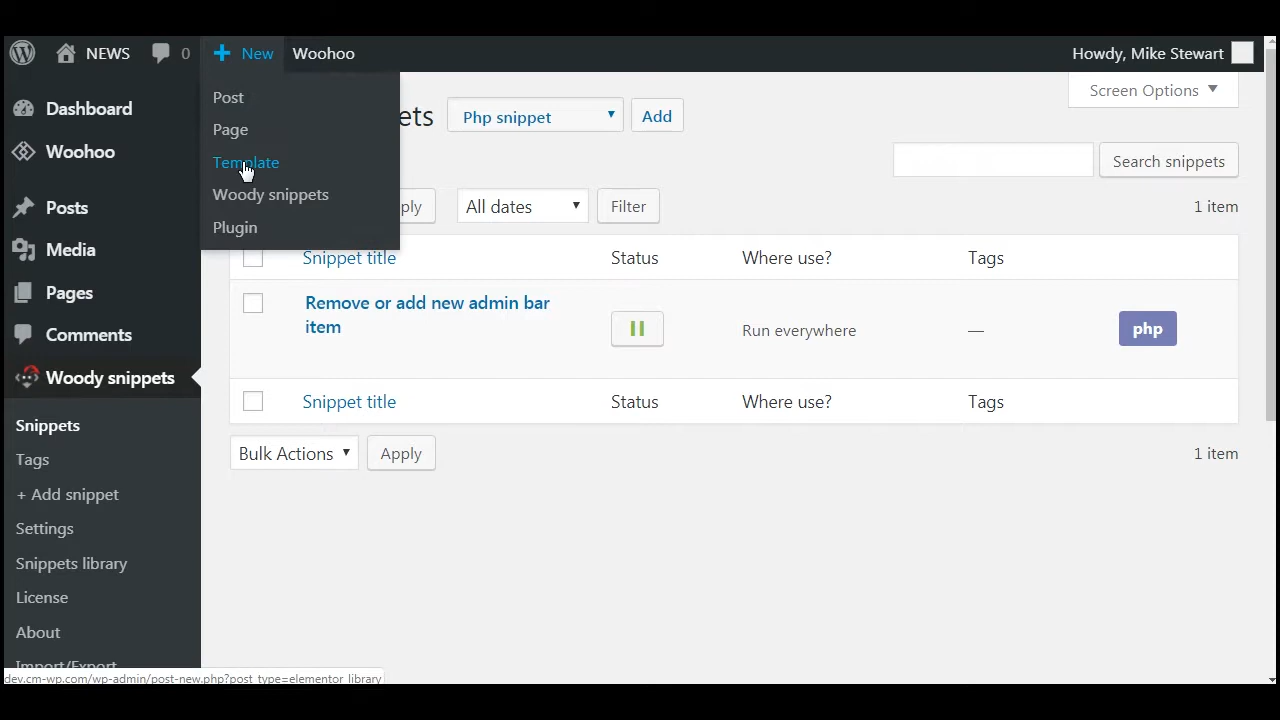 NEWS
0
New
Woohoo
Howdy, Mike Stewart
Post
Page
Template
Woody snippets
Plugin
Dashboard
Woohoo
Posts
Media
Pages
Comments
Woody snippets
Snippets
Tags
+ Add snippet
Settings
Snippets library
License
About
Import/Export
ets
Php snippet
Add
Screen Options
Search snippets
ply
All dates
Filter
1 item
Snippet title
Status
Where use?
Tags
Remove or add new admin bar
item
Run everywhere
—
php
Snippet title
Status
Where use?
Tags
Bulk Actions
Apply
1 item
dev.cm-wp.com/wp-admin/post-new.php?post_type=elementor_library